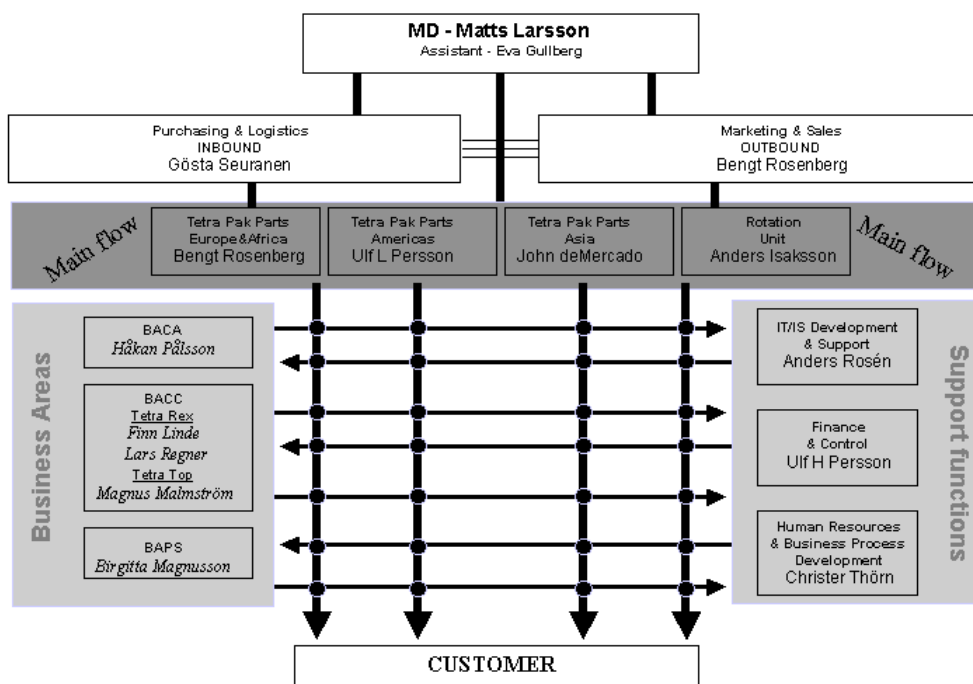 MD - Matts Larsson
Assistant - Eva Gullberg
Purchasing & Logistics
INBOUND
Gösta Seuranen
Marketing & Sales
OUTBOUND
Bengt Rosenberg
Main flow
Tetra Pak Parts
Europe&Africa
Bengt Rosenberg
Tetra Pak Parts
Americas
Ulf L Persson
Tetra Pak Parts
Asia
John deMercado
Rotation
Unit
Anders Isaksson
Main flow
Business Areas
BACA
Håkan Pålsson
BACC
Tetra Rex
Finn Linde
Lars Regner
Tetra Top
Magnus Malmström
BAPS
Birgitta Magnusson
IT/IS Development
& Support
Anders Rosén
Finance
& Control
Ulf H Persson
Human Resources
& Business Process
Development
Christer Thörn
Support functions
CUSTOMER